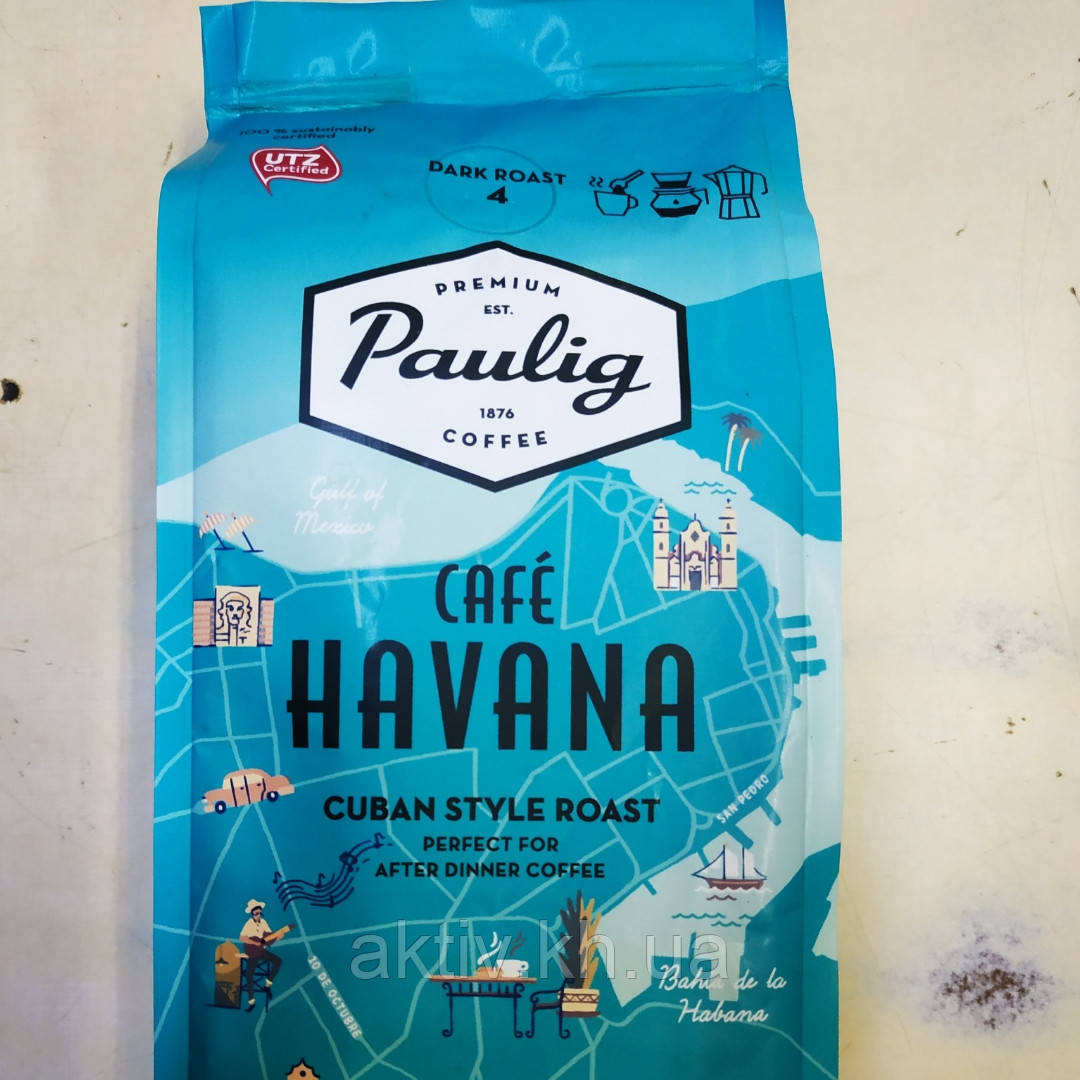 100 % sustainably
certified
UTZ
Certified
DARK ROAST
4
PREMIUM
EST.
Paulig
1876
COFFEE
Gulf of
Mexico
CAFÉ
HAVANA
CUBAN STYLE ROAST
PERFECT FOR
AFTER DINNER COFFEE
SAN PEDRO
10 DE OCTUBRE
aktiv.kh.ua
Bahia de la
Habana